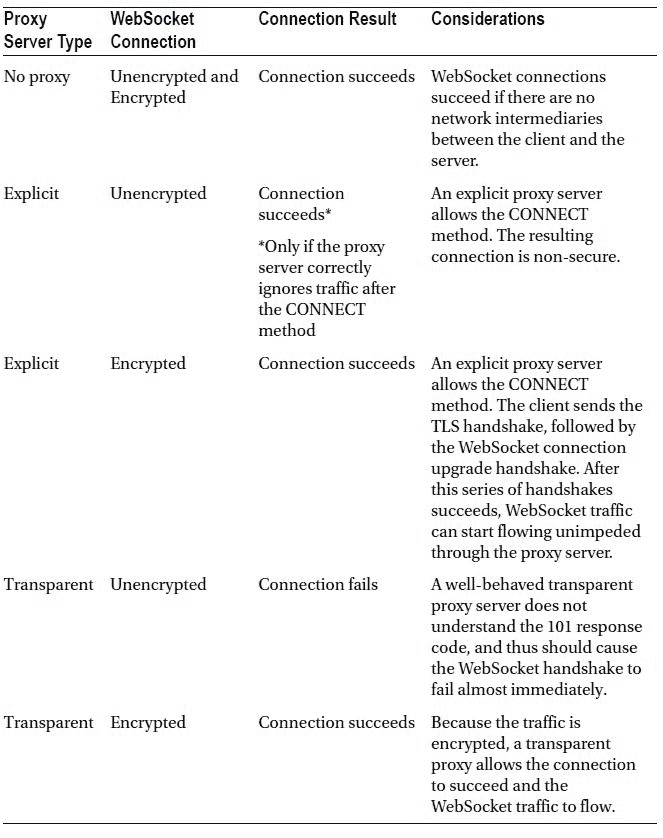 Proxy Server Type WebSocket Connection Connection Result Considerations
No proxy Unencrypted and Encrypted Connection succeeds WebSocket connections
succeed if there are no
network intermediaries
between the client and the
server.
Explicit Unencrypted Connection succeeds* An explicit proxy server
allows the CONNECT
method. The resulting
connection is non-secure.
*Only if the proxy
server correctly
ignores traffic after
the CONNECT
method
Explicit Encrypted Connection succeeds An explicit proxy server
allows the CONNECT
method. The client sends the
TLS handshake, followed by
the WebSocket connection
upgrade handshake. After
this series of handshakes
succeeds, WebSocket traffic
can start flowing unimpeded
through the proxy server.
Transparent Unencrypted Connection fails A well-behaved transparent
proxy server does not
understand the 101 response
code, and thus should cause
the WebSocket handshake to
fail almost immediately.
Transparent Encrypted Connection succeeds Because the traffic is
encrypted, a transparent
proxy allows the connection
to succeed and the
WebSocket traffic to flow.